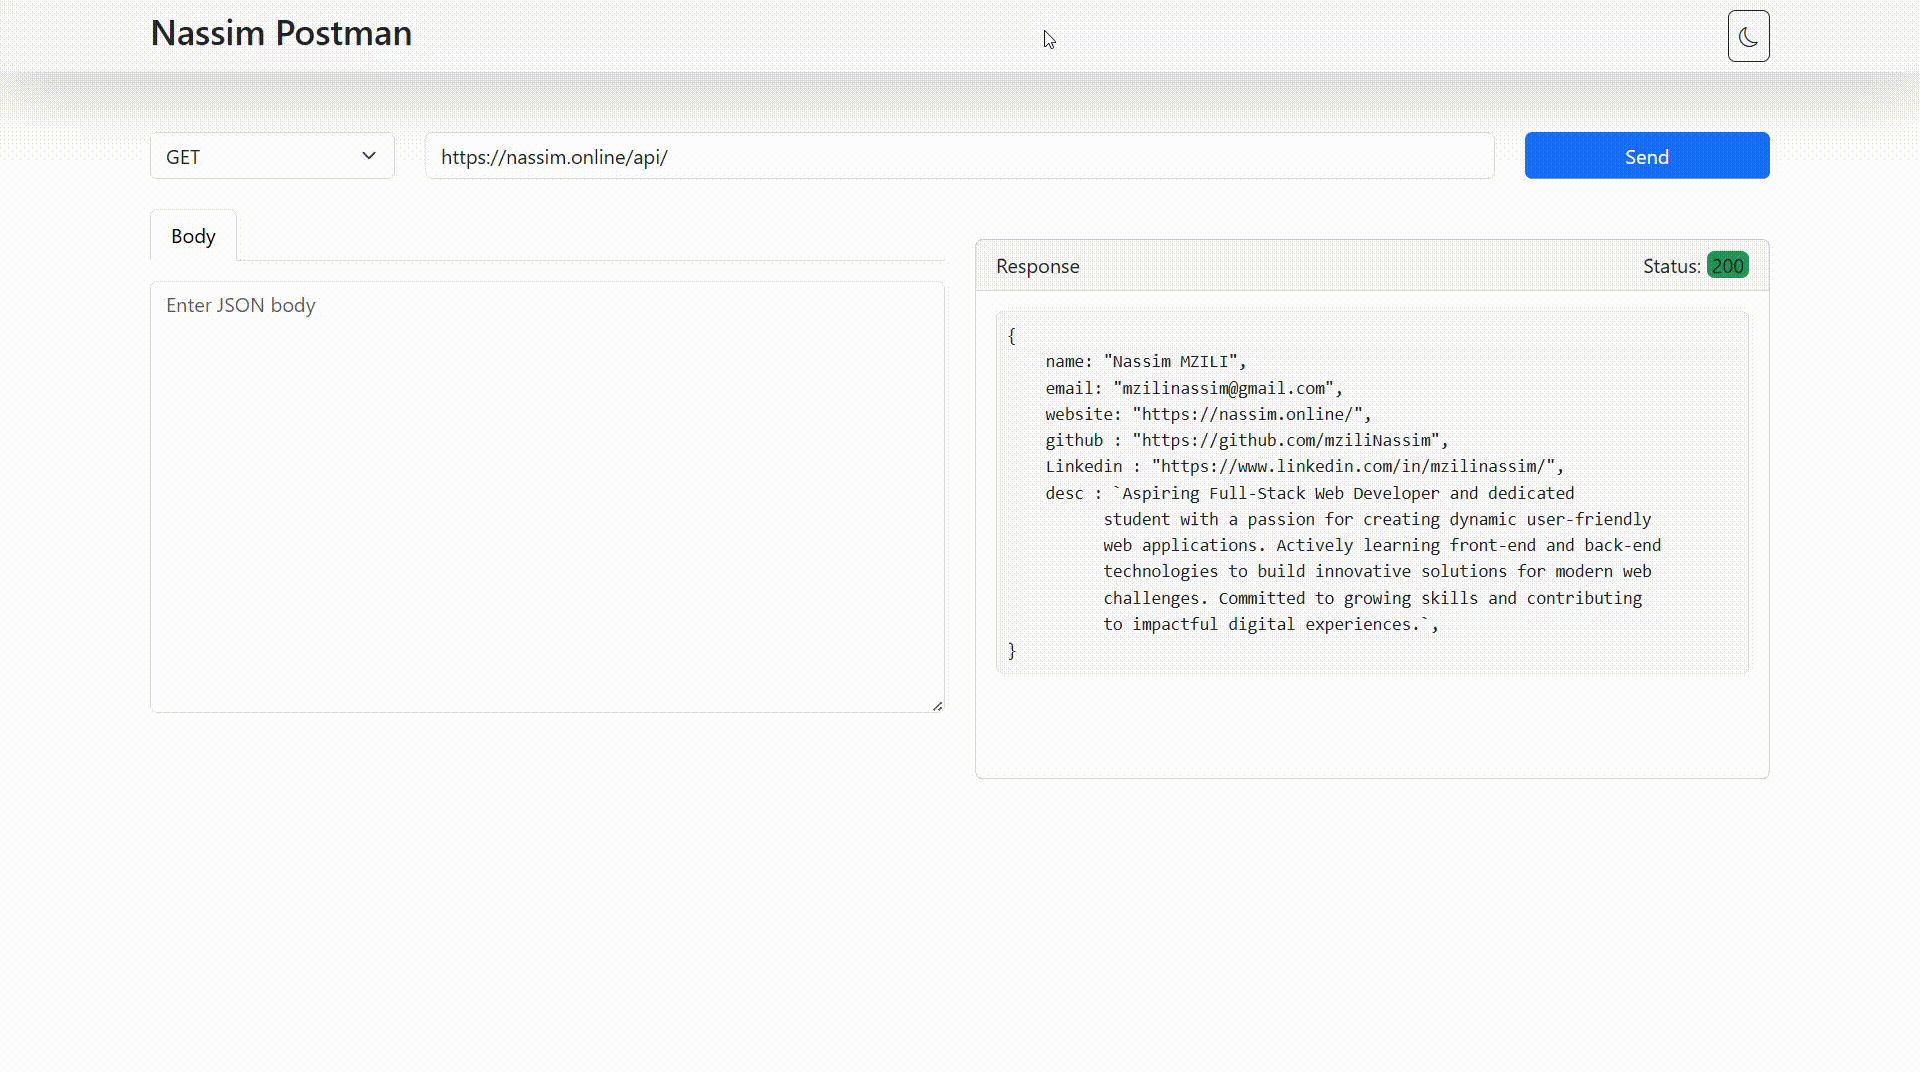 Nassim Postman
GET
https://nassim.online/api/
Send
Body
Enter JSON body
Response
Status: 200
{
name: "Nassim MZILI",
email: "mzilinassim@gmail.com",
website: "https://nassim.online/",
github : "https://github.com/mziliNassim",
Linkedin : "https://www.linkedin.com/in/mzilinassim/",
desc : `Aspiring Full-Stack Web Developer and dedicated
student with a passion for creating dynamic user-friendly
web applications. Actively learning front-end and back-end
technologies to build innovative solutions for modern web
challenges. Committed to growing skills and contributing
to impactful digital experiences.`,
}